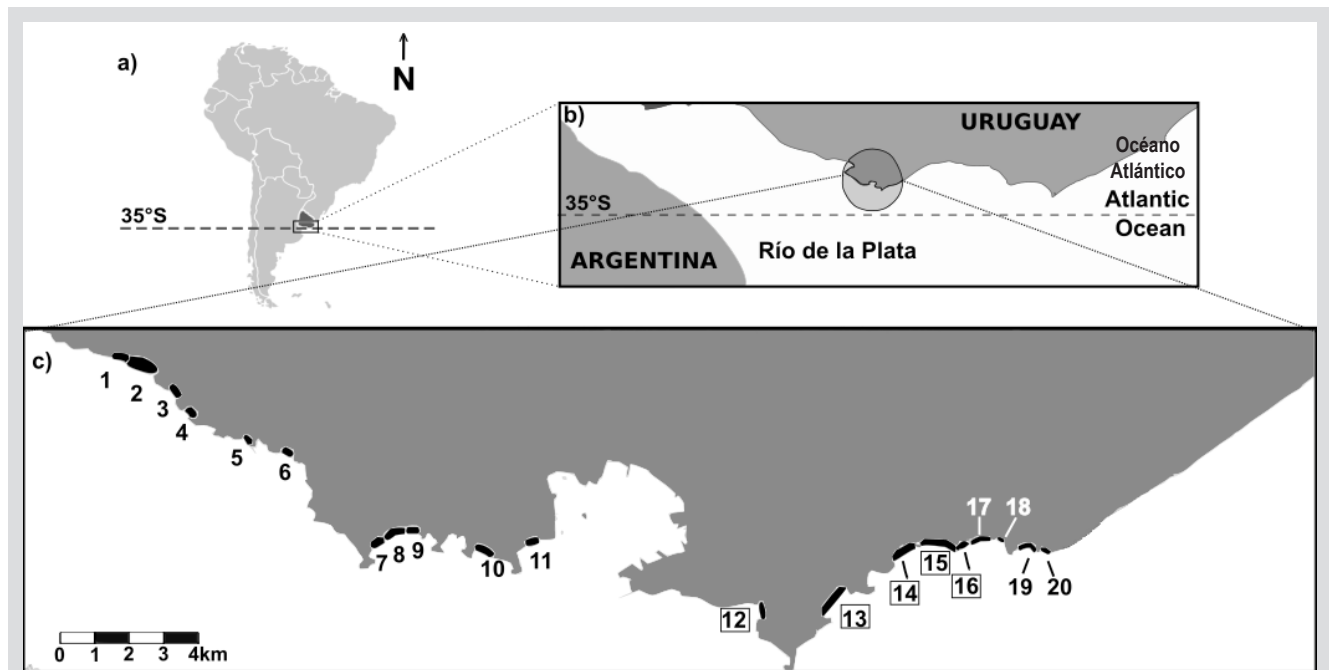 a)
N
35°S
b)
URUGUAY
Océano
Atlántico
Atlantic
Ocean
35°S
Río de la Plata
ARGENTINA
c)
1
2
3
4
5
6
7
8
9
10
11
12
13
14
15
16
17
18
19
20
0 1 2 3 4km